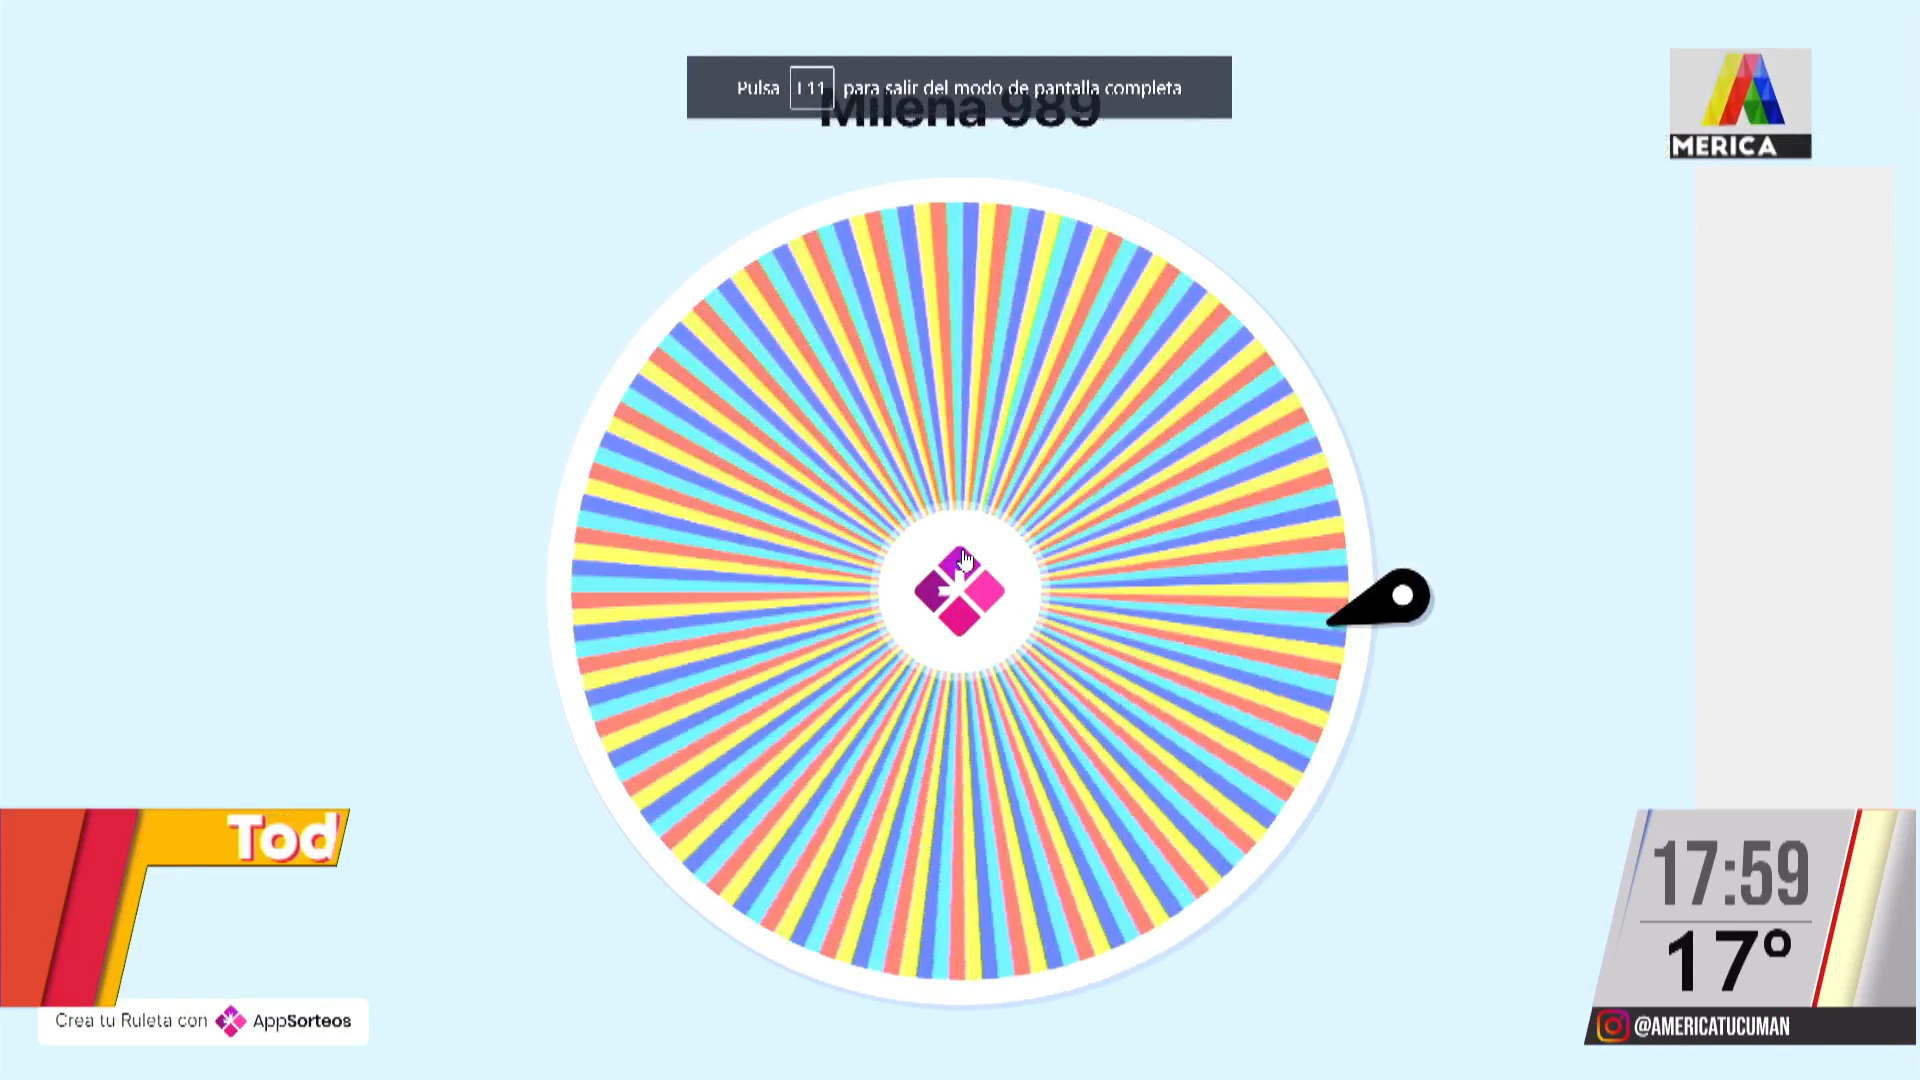 Pulsa F11 para salir del modo de pantalla completa
Milena 989
MERICA
Tod
17:59
17°
Crea tu Ruleta con AppSorteos
@AMERICATUCUMAN